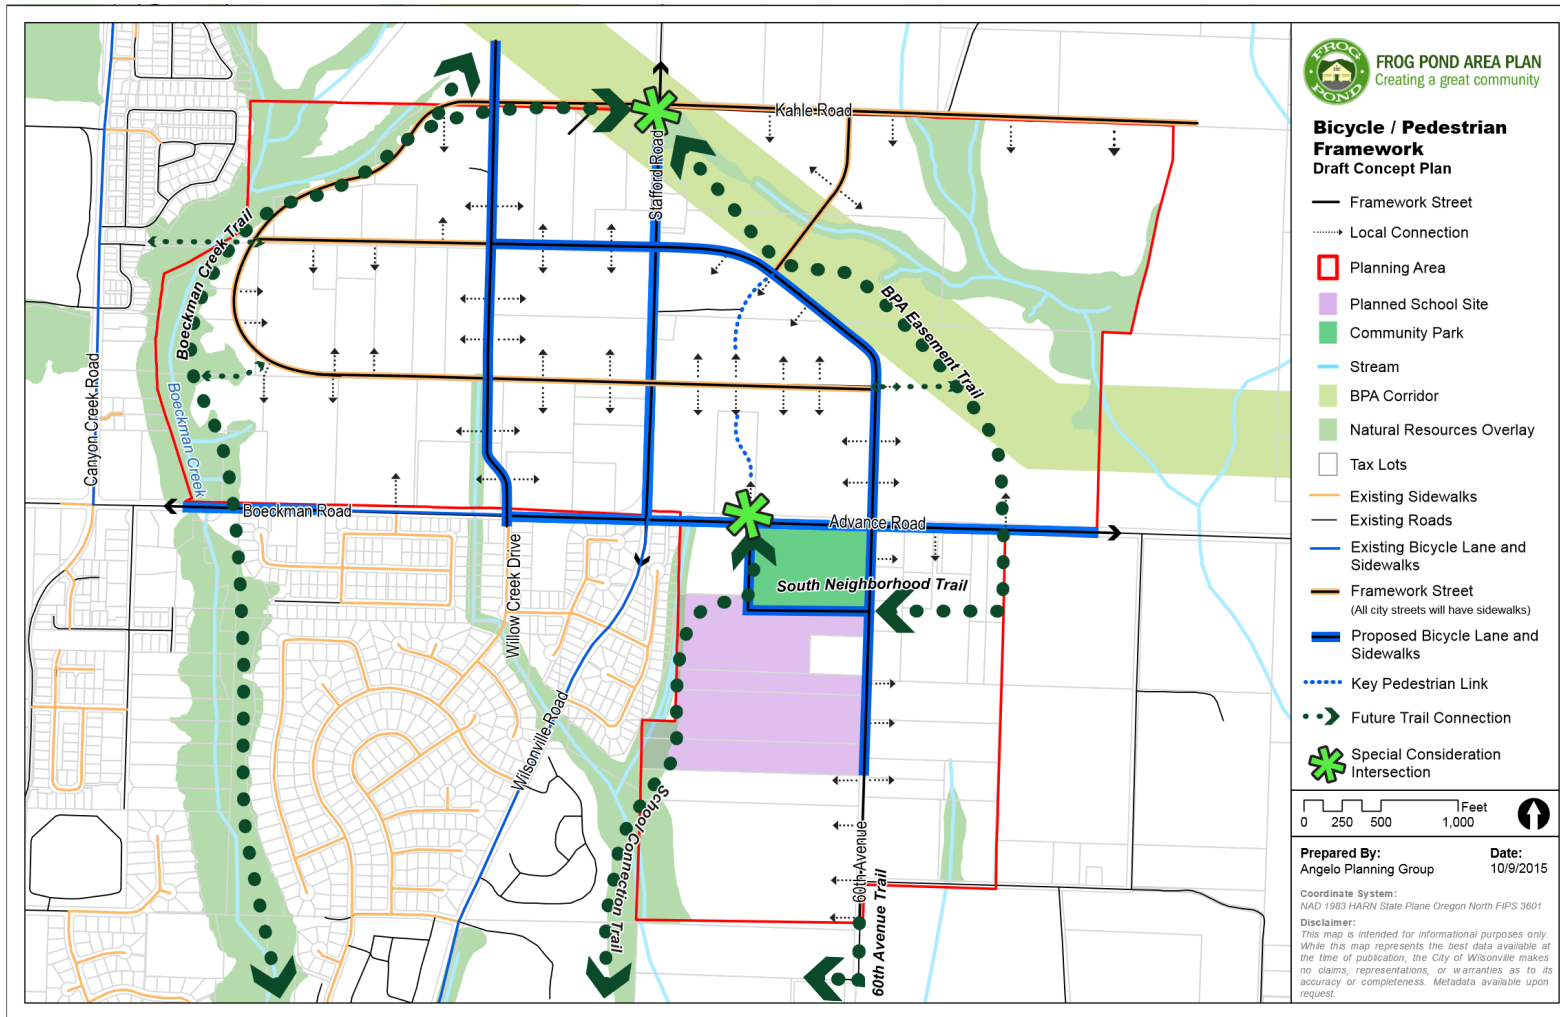 Kahle Road
Stafford Road
Boeckman Creek Trail
BPA Easement Trail
Canyon Creek Road
Boeckman Creek
Boeckman Road
Advance Road
Willow Creek Drive
South Neighborhood Trail
Wilsonville Road
School Connection Trail
60th Avenue
60th Avenue Trail
FROG
POND
FROG POND AREA PLAN
Creating a great community
Bicycle / Pedestrian
Framework
Draft Concept Plan
Framework Street
Local Connection
Planning Area
Planned School Site
Community Park
Stream
BPA Corridor
Natural Resources Overlay
Tax Lots
Existing Sidewalks
Existing Roads
Existing Bicycle Lane and
Sidewalks
Framework Street
(All city streets will have sidewalks)
Proposed Bicycle Lane and
Sidewalks
Key Pedestrian Link
Future Trail Connection
Special Consideration
Intersection
Feet
0 250 500 1,000
Prepared By: Date:
Angelo Planning Group 10/9/2015
Coordinate System:
NAD 1983 HARN State Plane Oregon North FIPS 3601
Disclaimer:
This map is intended for informational purposes only.
While this map represents the best data available at
the time of publication, the City of Wilsonville makes
no claims, representations, or warranties as to its
accuracy or completeness. Metadata available upon
request.